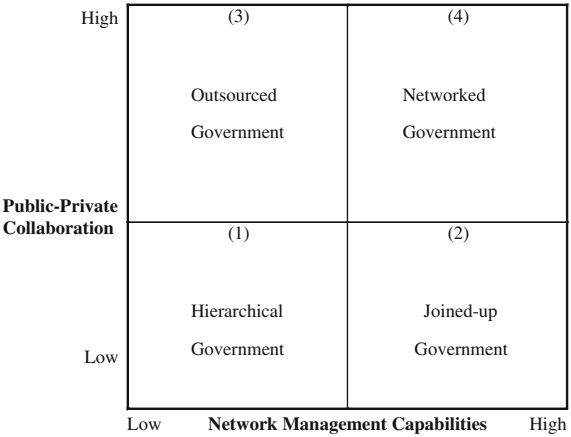 High
(3)
(4)
Outsourced
Government
Networked
Government
Public-Private
Collaboration
(1)
(2)
Hierarchical
Government
Joined-up
Government
Low
Low
Network Management Capabilities
High